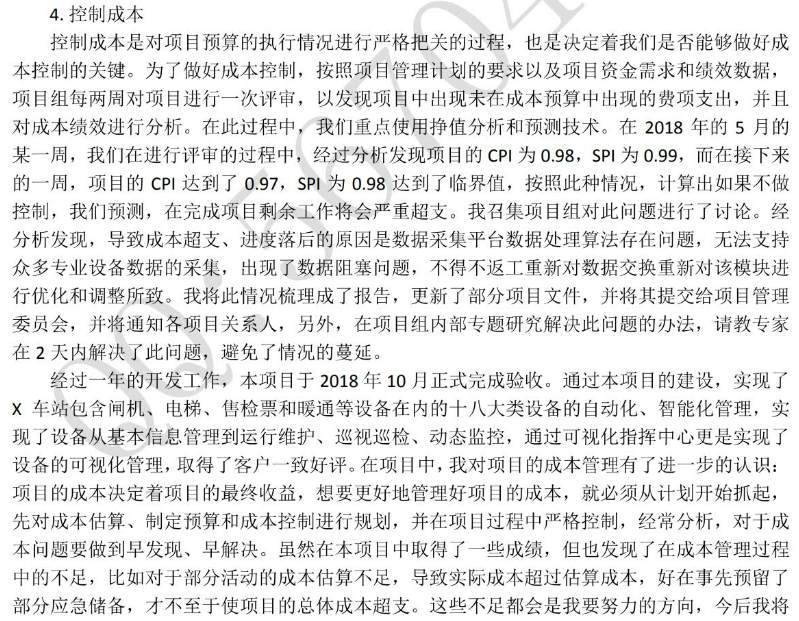 4. 控制成本
控制成本是对项目预算的执行情况进行严格把关的过程，也是决定着我们是否能够做好成
本控制的关键。为了做好成本控制，按照项目管理计划的要求以及项目资金需求和绩效数据，
项目组每两周对项目进行一次评审，以发现项目中出现未在成本预算中出现的费项支出，并且
对成本绩效进行分析。在此过程中，我们重点使用挣值分析和预测技术。在 2018 年的 5 月的
某一周，我们在进行评审的过程中，经过分析发现项目的 CPI 为 0.98，SPI 为 0.99，而在接下来
的一周，项目的 CPI 达到了 0.97，SPI 为 0.98 达到了临界值，按照此种情况，计算出如果不做
控制，我们预测，在完成项目剩余工作将会严重超支。我召集项目组对此问题进行了讨论。经
分析发现，导致成本超支、进度落后的原因是数据采集平台数据处理算法存在问题，无法支持
众多专业设备数据的采集，出现了数据阻塞问题，不得不返工重新对数据交换重新对该模块进
行优化和调整所致。我将此情况梳理成了报告，更新了部分项目文件，并将其提交给项目管理
委员会，并将通知各项目关系人，另外，在项目组内部专题研究解决此问题的办法，请教专家
在 2 天内解决了此问题，避免了情况的蔓延。
经过一年的开发工作，本项目于 2018 年 10 月正式完成验收。通过本项目的建设，实现了
X 车站包含闸机、电梯、售检票和暖通等设备在内的十八大类设备的自动化、智能化管理，实
现了设备从基本信息管理到运行维护、巡视巡检、动态监控，通过可视化指挥中心更是实现了
设备的可视化管理，取得了客户一致好评。在项目中，我对项目的成本管理有了进一步的认识：
项目的成本决定着项目的最终收益，想要更好地管理好项目的成本，就必须从计划开始抓起，
先对成本估算、制定预算和成本控制进行规划，并在项目过程中严格控制，经常分析，对于成
本问题要做到早发现、早解决。虽然在本项目中取得了一些成绩，但也发现了在成本管理过程
中的不足，比如对于部分活动的成本估算不足，导致实际成本超过估算成本，好在事先预留了
部分应急储备，才不至于使项目的总体成本超支。这些不足都会是我要努力的方向，今后我将